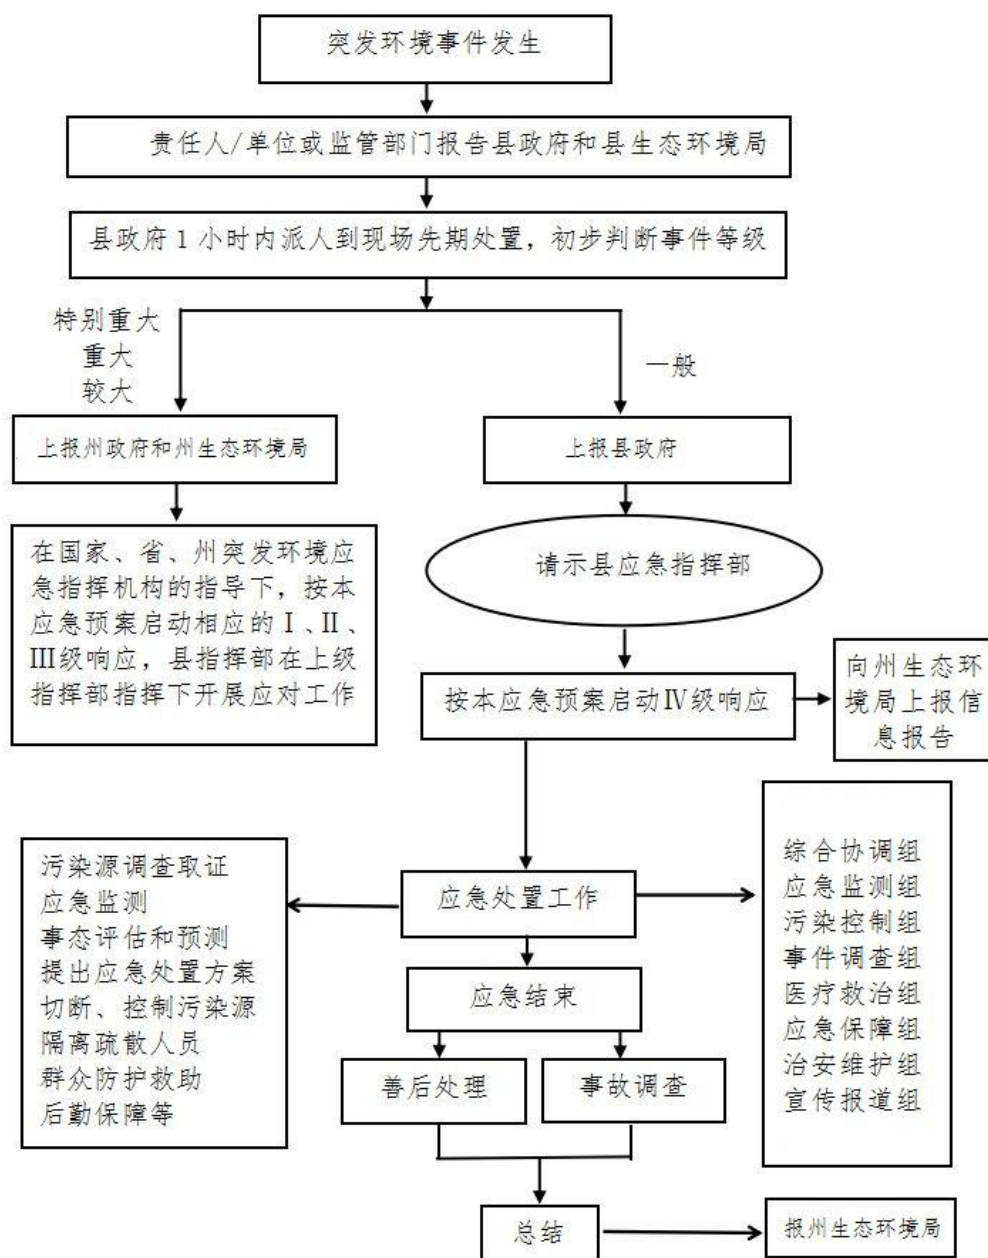 突发环境事件发生
责任人/单位或监管部门报告县政府和县生态环境局
县政府1小时内派人到现场先期处置，初步判断事件等级
特别重大
重大
较大
一般
上报州政府和州生态环境局
上报县政府
在国家、省、州突发环境应
急指挥机构的指导下，按本
应急预案启动相应的Ⅰ、Ⅱ、
Ⅲ级响应，县指挥部在上级
指挥部指挥下开展应对工作
请示县应急指挥部
按本应急预案启动Ⅳ级响应
向州生态环
境局上报信
息报告
污染源调查取证
应急监测
事态评估和预测
提出应急处置方案
切断、控制污染源
隔离疏散人员
群众防护救助
后勤保障等
应急处置工作
综合协调组
应急监测组
污染控制组
事件调查组
医疗救治组
应急保障组
治安维护组
宣传报道组
应急结束
善后处理
事故调查
总结
报州生态环境局